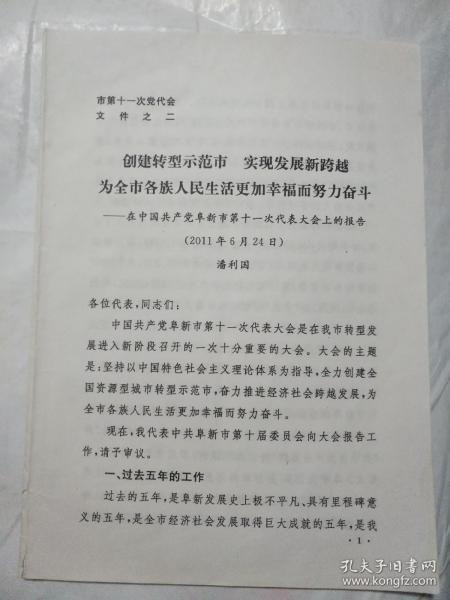 市第十一次党代会
文件之二
创建转型示范市 实现发展新跨越
为全市各族人民生活更加幸福而努力奋斗
——在中国共产党阜新市第十一次代表大会上的报告
(2011年6月24日)
潘利国
各位代表,同志们:
中国共产党阜新市第十一次代表大会是在我市转型发
展进入新阶段召开的一次十分重要的大会。大会的主题
是:坚持以中国特色社会主义理论体系为指导,全力创建全
国资源型城市转型示范市,奋力推进经济社会跨越发展,为
全市各族人民生活更加幸福而努力奋斗。
现在,我代表中共阜新市第十届委员会向大会报告工
作,请予审议。
一、过去五年的工作
过去的五年,是阜新发展史上极不平凡、具有里程碑意
义的五年,是全市经济社会发展取得巨大成就的五年,是我
·1·
孔夫子旧书网
www.kongfz.com